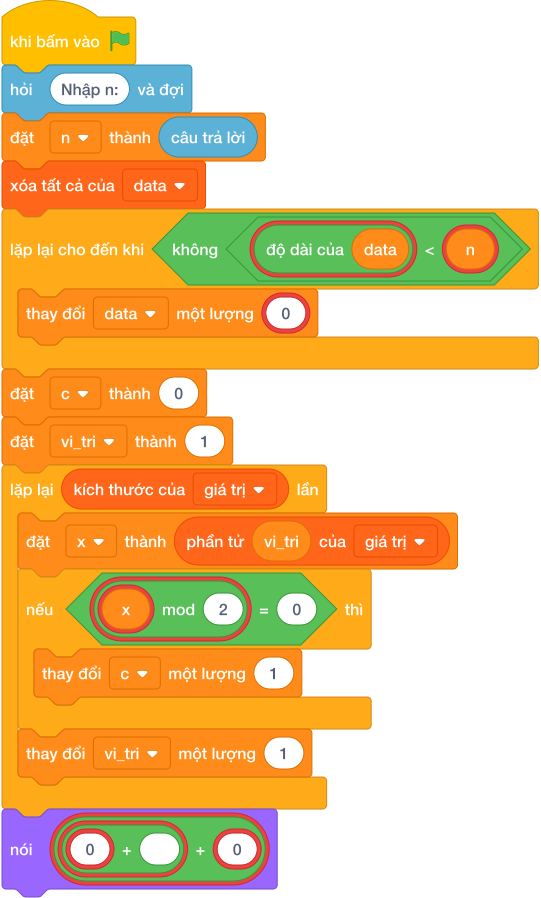 khi bấm vào
hỏi Nhập n: và đợi
đặt n thành câu trả lời
xóa tất cả của data
lặp lại cho đến khi không độ dài của data < n
thay đổi data một lượng 0
đặt c thành 0
đặt vi_tri thành 1
lặp lại kích thước của giá trị lần
đặt x thành phần tử vi_tri của giá trị
nếu x mod 2 = 0 thì
thay đổi c một lượng 1
thay đổi vi_tri một lượng 1
nói 0 + + 0